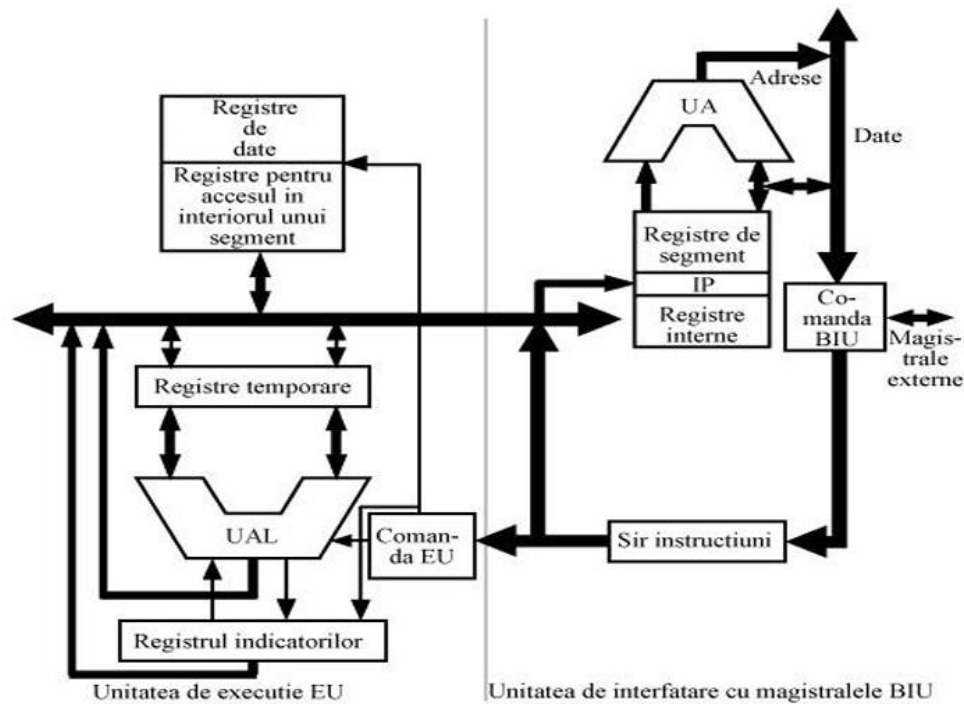 Registre
de
date
Registre pentru
accesul in
interiorul unui
segment
Registre temporare
UAL
Coman-
da EU
Registrul indicatorilor
Unitatea de executie EU
UA
Adrese
Date
Registre de
segment
IP
Registre
interne
Co-
manda
BIU
Magis-
trale
externe
Sir instructiuni
Unitatea de interfatare cu magistralele BIU